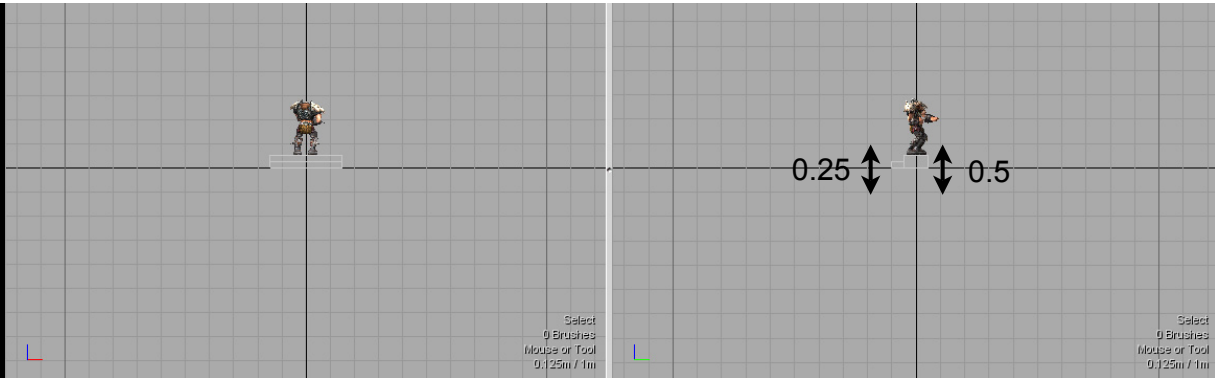 0.25
0.5
Select
0 Brushes
Mouse or Tool
0.125m / 1m
Select
0 Brushes
Mouse or Tool
0.125m / 1m